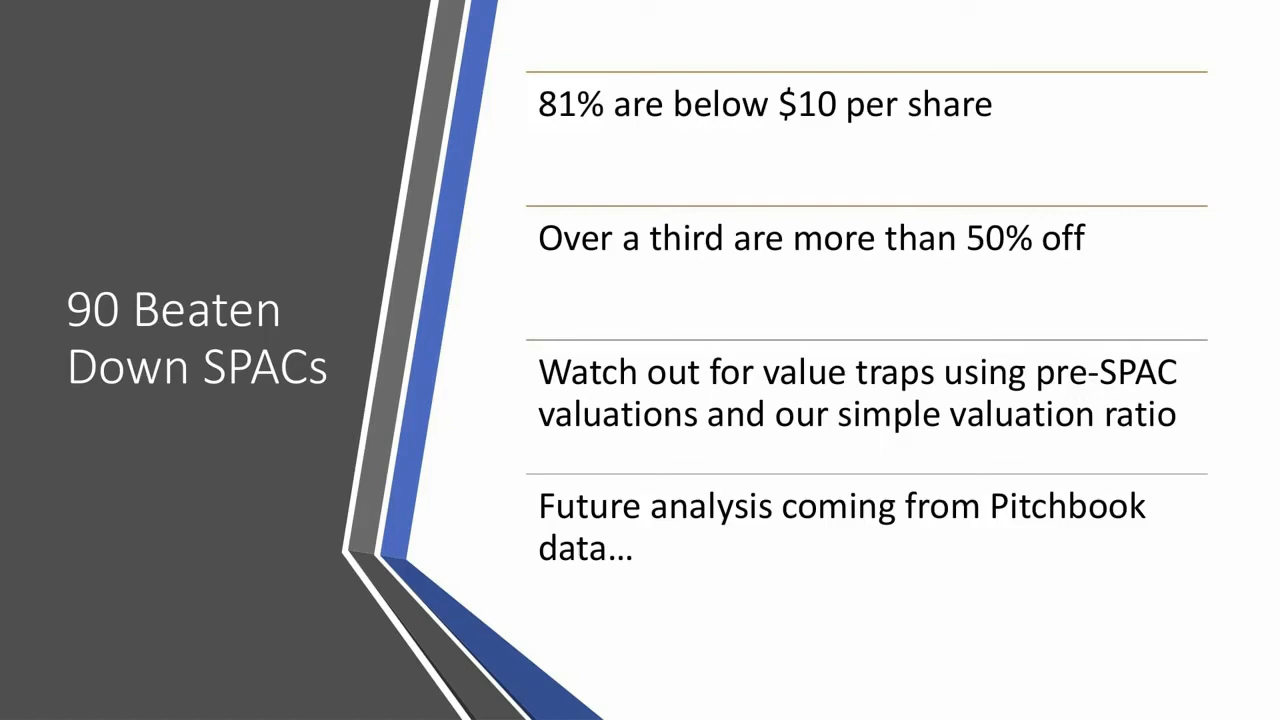 90 Beaten
Down SPACs
81% are below $10 per share
Over a third are more than 50% off
Watch out for value traps using pre-SPAC
valuations and our simple valuation ratio
Future analysis coming from Pitchbook
data…